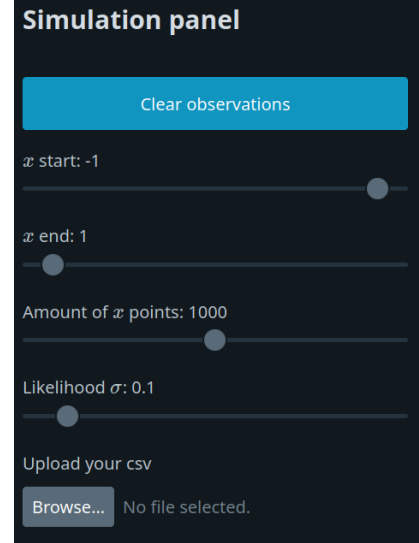 Simulation panel
Clear observations
x start: -1
x end: 1
Amount of x points: 1000
Likelihood σ: 0.1
Upload your csv
Browse... No file selected.